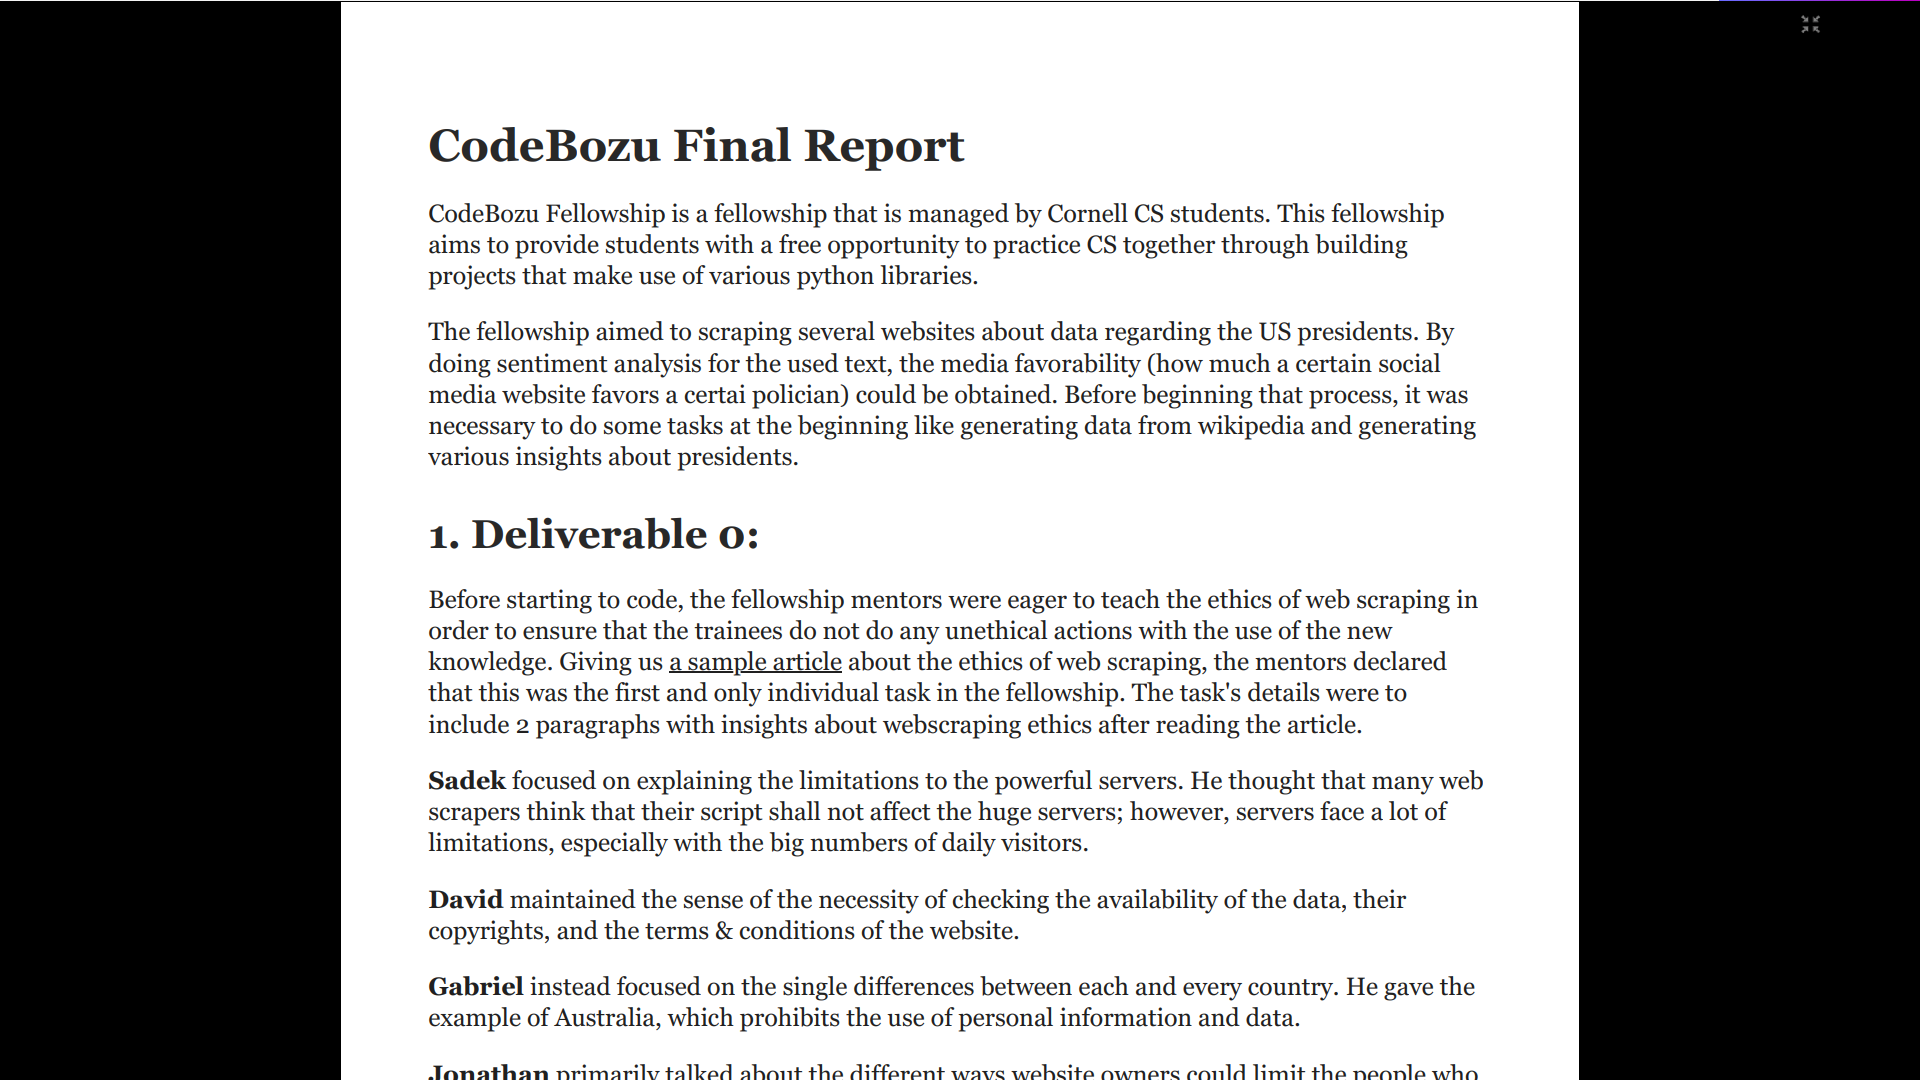 CodeBozu Final Report
CodeBozu Fellowship is a fellowship that is managed by Cornell CS students. This fellowship
aims to provide students with a free opportunity to practice CS together through building
projects that make use of various python libraries.
The fellowship aimed to scraping several websites about data regarding the US presidents. By
doing sentiment analysis for the used text, the media favorability (how much a certain social
media website favors a certai polician) could be obtained. Before beginning that process, it was
necessary to do some tasks at the beginning like generating data from wikipedia and generating
various insights about presidents.
1. Deliverable 0:
Before starting to code, the fellowship mentors were eager to teach the ethics of web scraping in
order to ensure that the trainees do not do any unethical actions with the use of the new
knowledge. Giving us a sample article about the ethics of web scraping, the mentors declared
that this was the first and only individual task in the fellowship. The task's details were to
include 2 paragraphs with insights about webscraping ethics after reading the article.
Sadek focused on explaining the limitations to the powerful servers. He thought that many web
scrapers think that their script shall not affect the huge servers; however, servers face a lot of
limitations, especially with the big numbers of daily visitors.
David maintained the sense of the necessity of checking the availability of the data, their
copyrights, and the terms & conditions of the website.
Gabriel instead focused on the single differences between each and every country. He gave the
example of Australia, which prohibits the use of personal information and data.
Jonathan primarily talked about the different ways website owners could limit the people who